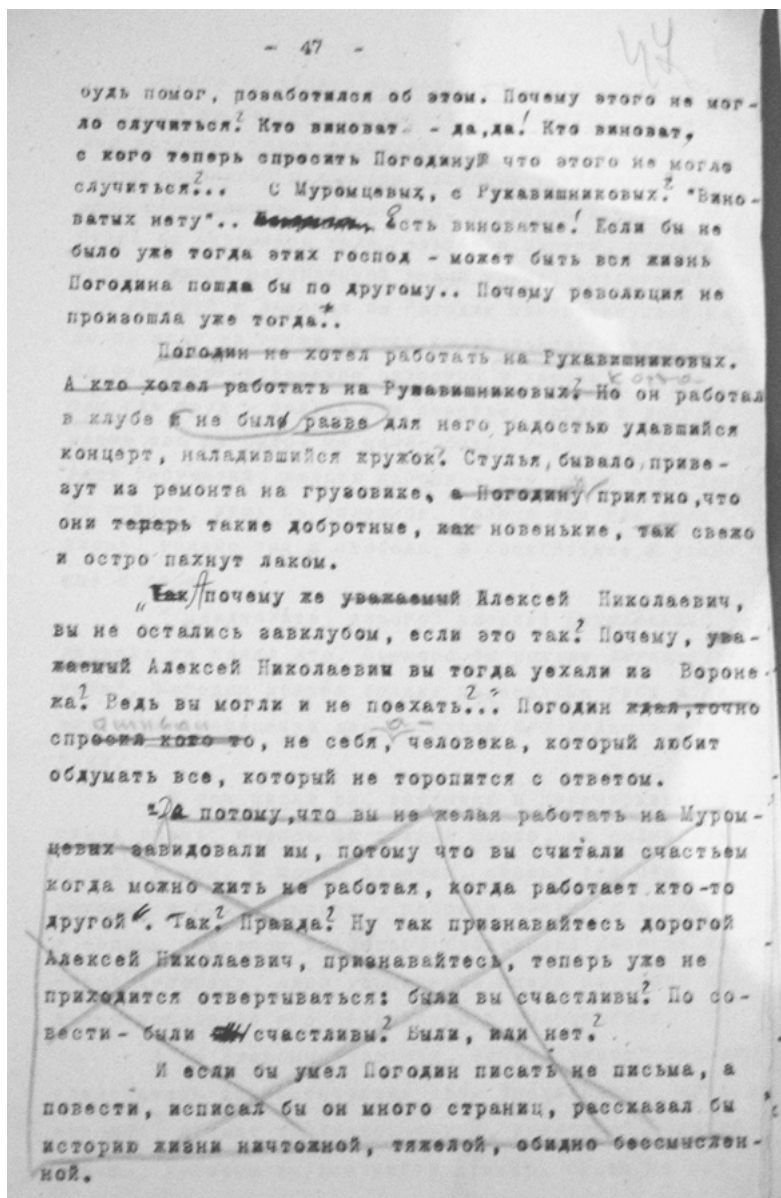 - 47 -
47
будь помог, позаботился об этом. Почему этого не мог-
ло случиться? Кто виноват - да, да! Кто виноват,
с кого теперь спросить Погодину что этого не могло
случиться?.. С Муромцевых, с Рукавишниковых? "Вино-
ватых нету".. Есть виноватые! Если бы не
было уже тогда этих господ - может быть вся жизнь
Погодина пошла бы по другому.. Почему революция не
произошла уже тогда?..
Погодин не хотел работать на Рукавишниковых.
А кто хотел работать на Рукавишниковых? Но он работал
в клубе и не было разве для него радостью удавшийся
концерт, наладившийся кружок? Стулья, бывало, приве-
зут из ремонта на грузовике, а Погодину приятно, что
они теперь такие добротные, как новенькие, так свежо
и остро пахнут лаком.
"Так А почему же уважаемый Алексей Николаевич,
вы не остались завклубом, если это так? Почему, ува-
жаемый Алексей Николаевич вы тогда уехали из Вороне-
жа? Ведь вы могли и не поехать?.." Погодин ждал, точно
спросил кого то, не себя, а человека, который любит
обдумать все, который не торопится с ответом.
"Да потому, что вы не желая работать на Муром-
цевых завидовали им, потому что вы считали счастьем
когда можно жить не работая, когда работает кто-то
другой". Так? Правда? Ну так признавайтесь дорогой
Алексей Николаевич, признавайтесь, теперь уже не
приходится отвертываться: были вы счастливы? По со-
вести - были счастливы? Были, или нет?
И если бы умел Погодин писать не письма, а
повести, исписал бы он много страниц, рассказал бы
историю жизни ничтожной, тяжелой, обидно бессмыслен-
ной.